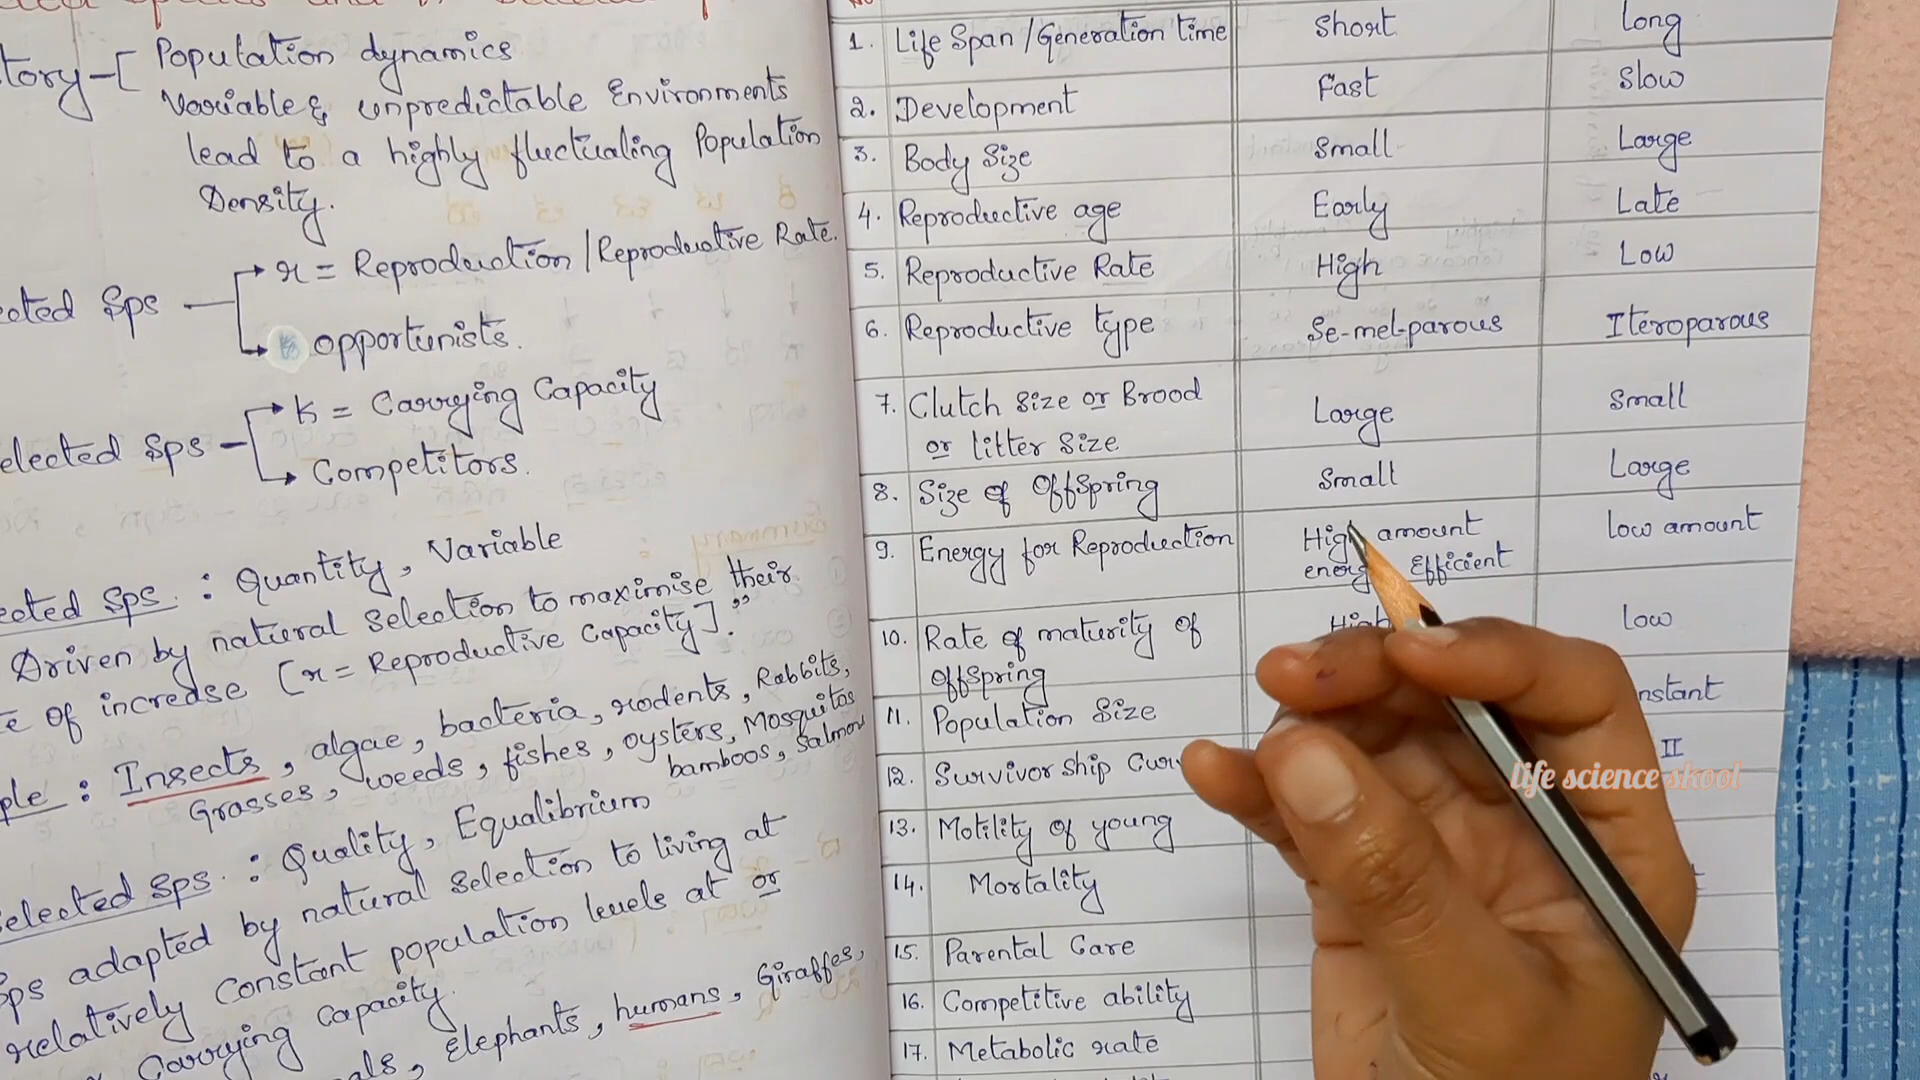 tory - [ Population dynamics
Variable & unpredictable Environments
lead to a highly fluctualing Population
Density.
Sps
r = Reproduction / Reproductive Rate.
opportunists.
elected Sps
K = Carrying Capacity
Competitors.
ected Sps : Quantity, Variable
Driven by natural selection to maximise their
e of increase [r = Reproductive Capacity]."
ple : Insects, algae, bacteria, rodents, Rabbits,
Grasses, weeds, fishes, oysters, Mosquitos
bamboos, Salmon
elected Sps : Quality, Equalibrium
Sps adapted by natural selection to living at
relatively constant population levels at or
Carrying Capacity.
als, Elephants, humans, Giraffes,
1. Life Span / Generation time Short Long
2. Development Fast Slow
3. Body Size Small Large
4. Reproductive age Early Late
5. Reproductive Rate High Low
6. Reproductive type Se-mel-parous Iteroparous
7. Clutch Size or Brood Large Small
or litter Size
8. Size of Offspring Small Large
9. Energy for Reproduction High amount low amount
energy Efficient
10. Rate of maturity of High low
Offspring
11. Population Size nstant
12. Survivor ship Curv II
13. Motility of young
14. Mortality
15. Parental Care
16. Competitive ability
17. Metabolic rate
life science skool